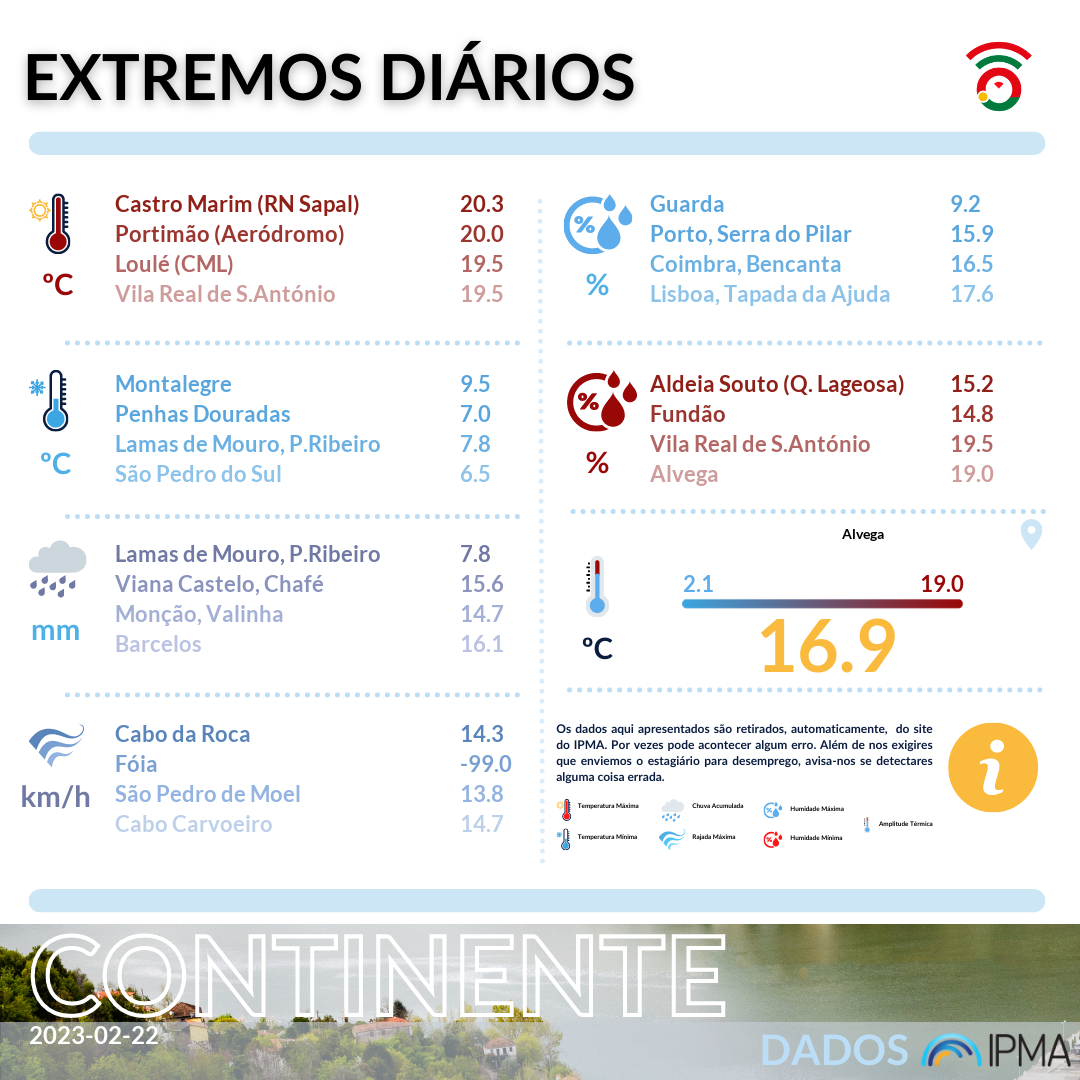 EXTREMOS DIÁRIOS
Castro Marim (RN Sapal) 20.3
Portimão (Aeródromo) 20.0
Loulé (CML) 19.5
Vila Real de S.António 19.5
ºC
Guarda 9.2
Porto, Serra do Pilar 15.9
Coimbra, Bencanta 16.5
Lisboa, Tapada da Ajuda 17.6
%
Montalegre 9.5
Penhas Douradas 7.0
Lamas de Mouro, P.Ribeiro 7.8
São Pedro do Sul 6.5
ºC
Aldeia Souto (Q. Lageosa) 15.2
Fundão 14.8
Vila Real de S.António 19.5
Alvega 19.0
%
Lamas de Mouro, P.Ribeiro 7.8
Viana Castelo, Chafé 15.6
Monção, Valinha 14.7
Barcelos 16.1
mm
Alvega
2.1 19.0
16.9
ºC
Cabo da Roca 14.3
Fóia -99.0
São Pedro de Moel 13.8
Cabo Carvoeiro 14.7
km/h
Os dados aqui apresentados são retirados, automaticamente, do site
do IPMA. Por vezes pode acontecer algum erro. Além de nos exigires
que enviemos o estagiário para desemprego, avisa-nos se detectares
alguma coisa errada.
Temperatura Máxima
Chuva Acumulada
Humidade Máxima
Amplitude Térmica
Temperatura Mínima
Rajada Máxima
Humidade Mínima
CONTINENTE
2023-02-22
DADOS IPMA